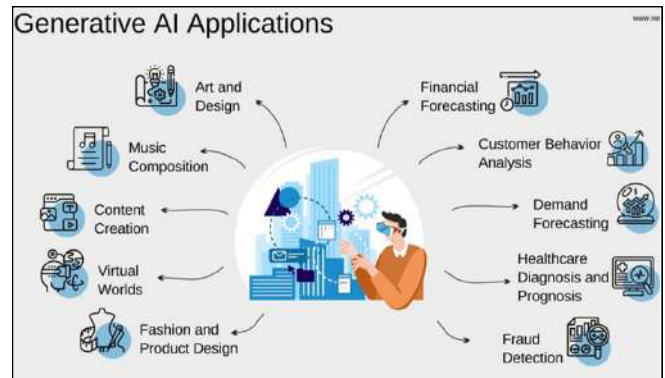 Generative AI Applications
Art and
Design
Music
Composition
Content
Creation
Virtual
Worlds
Fashion and
Product Design
Financial
Forecasting
Customer Behavior
Analysis
Demand
Forecasting
Healthcare
Diagnosis and
Prognosis
Fraud
Detection